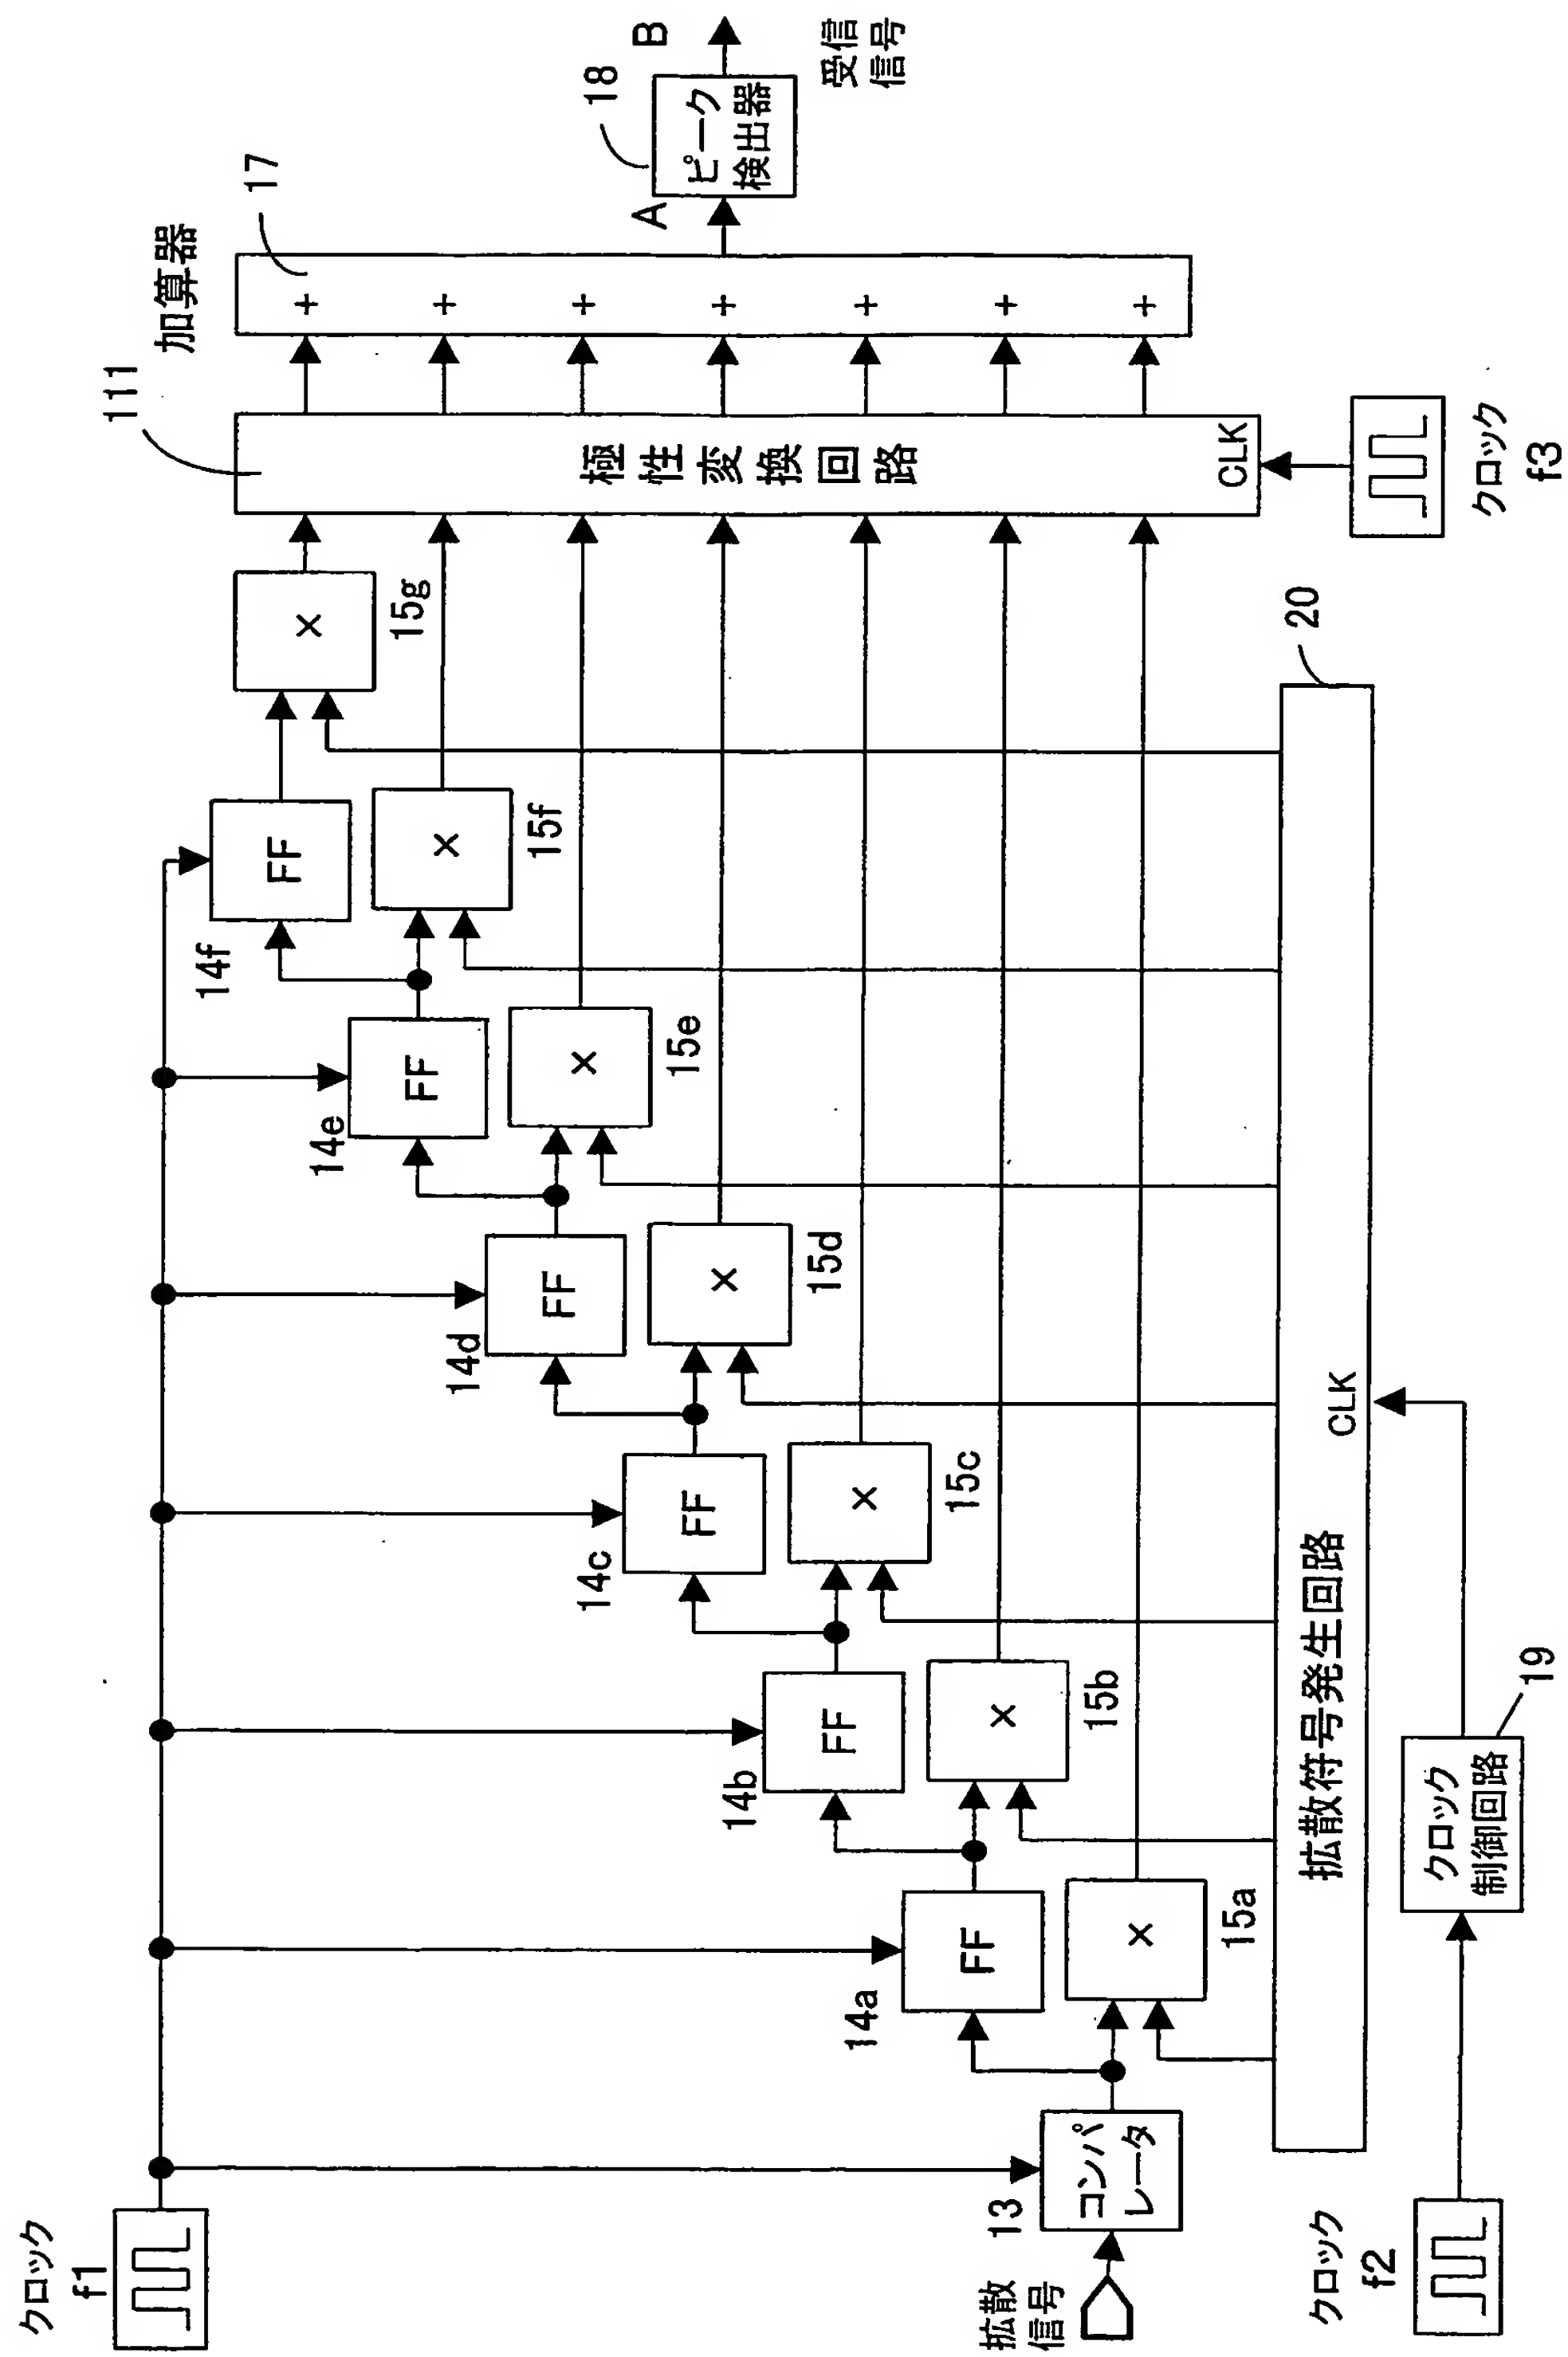 クロック
f1
加算器
17
111
18
B
受信
信号
ピーク
検出器
A
+
+
+
+
+
+
+
極性変換回路
CLK
クロック
f3
×
15g
FF
14f
×
15f
FF
14e
×
15e
FF
14d
×
15d
FF
14c
×
15c
FF
14b
×
15b
FF
14a
×
15a
コンパ
レータ
13
拡散
信号
20
拡散符号発生回路
CLK
クロック
制御回路
19
クロック
f2